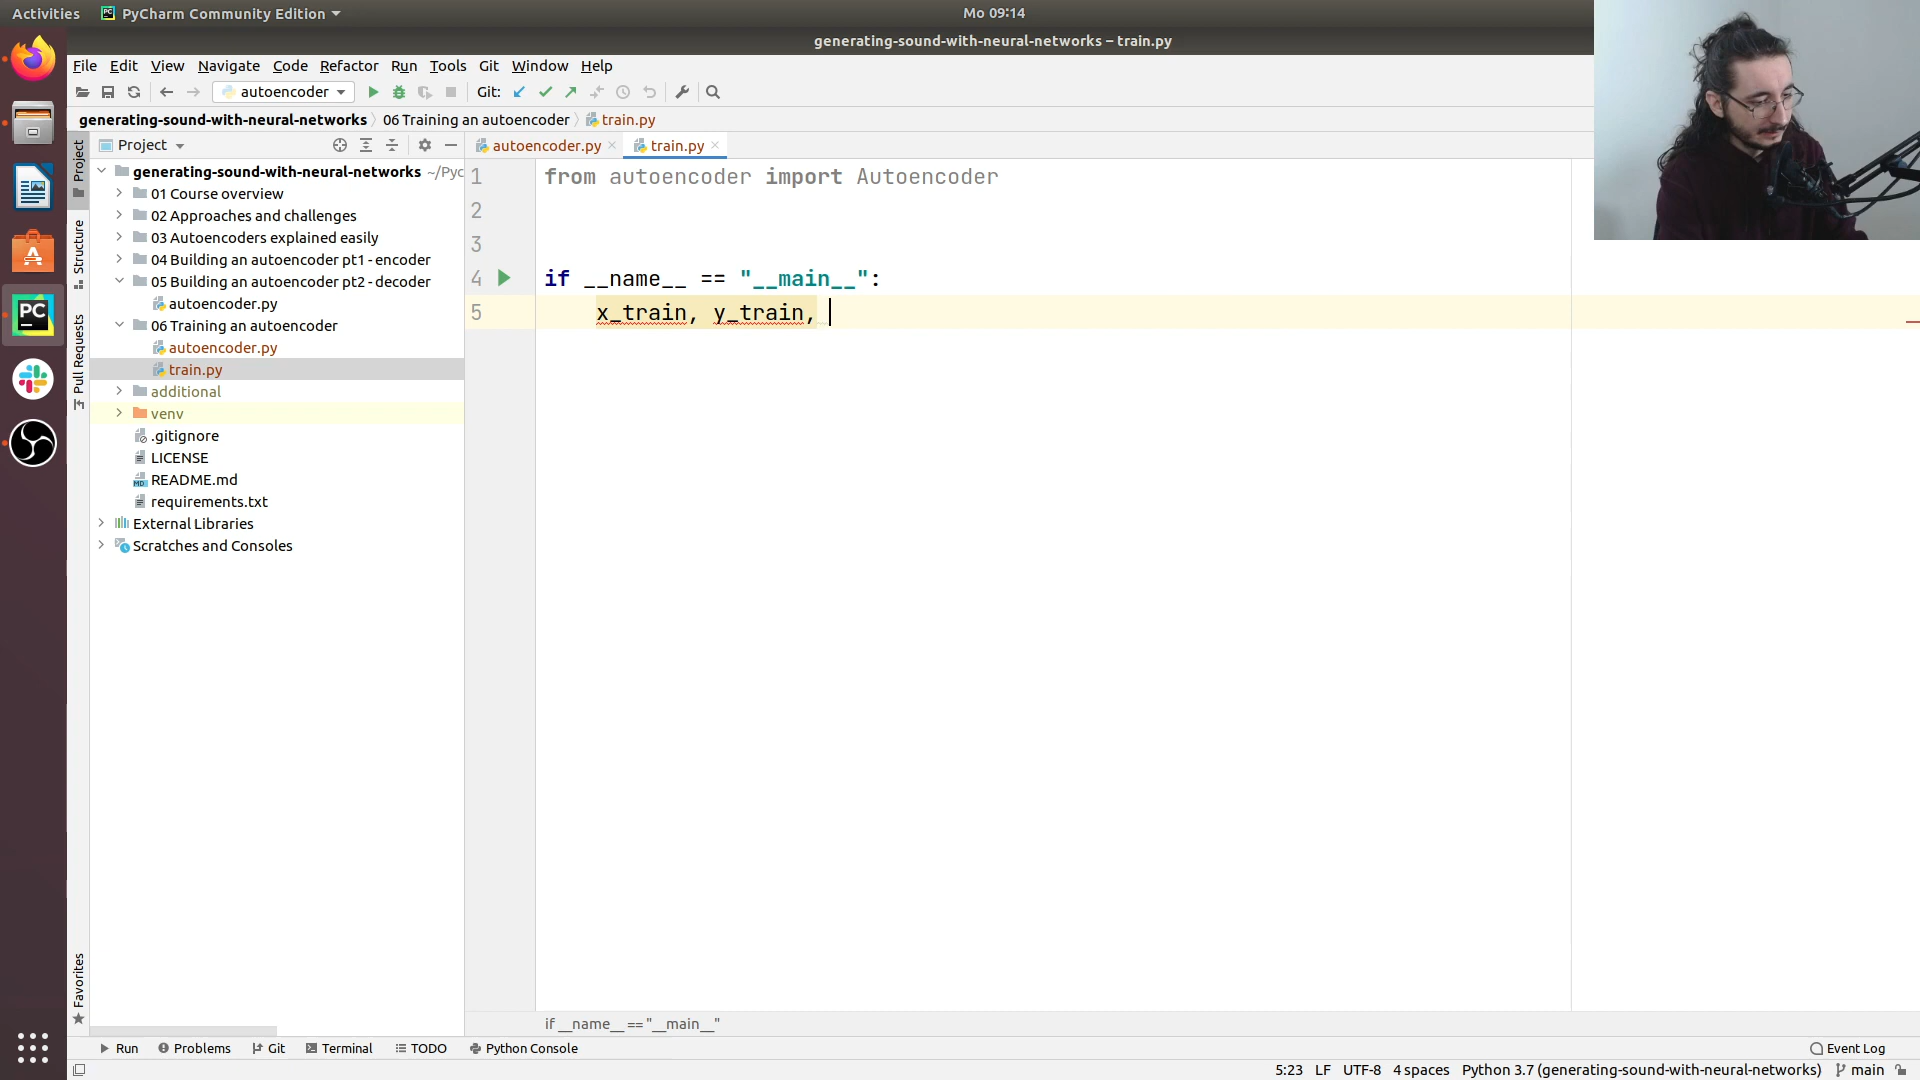 Activities PyCharm Community Edition Mo 09:14
generating-sound-with-neural-networks – train.py
File Edit View Navigate Code Refactor Run Tools Git Window Help
autoencoder Git:
generating-sound-with-neural-networks 06 Training an autoencoder train.py
Project autoencoder.py train.py
generating-sound-with-neural-networks ~/Pyc
01 Course overview
02 Approaches and challenges
03 Autoencoders explained easily
04 Building an autoencoder pt1 - encoder
05 Building an autoencoder pt2 - decoder
autoencoder.py
06 Training an autoencoder
autoencoder.py
train.py
additional
venv
.gitignore
LICENSE
README.md
requirements.txt
External Libraries
Scratches and Consoles
Project
Structure
Pull Requests
Favorites
1 from autoencoder import Autoencoder
2
3
4 if __name__ == "__main__":
5 x_train, y_train,
if __name__ == "__main__"
Run Problems Git Terminal TODO Python Console Event Log
5:23 LF UTF-8 4 spaces Python 3.7 (generating-sound-with-neural-networks) main